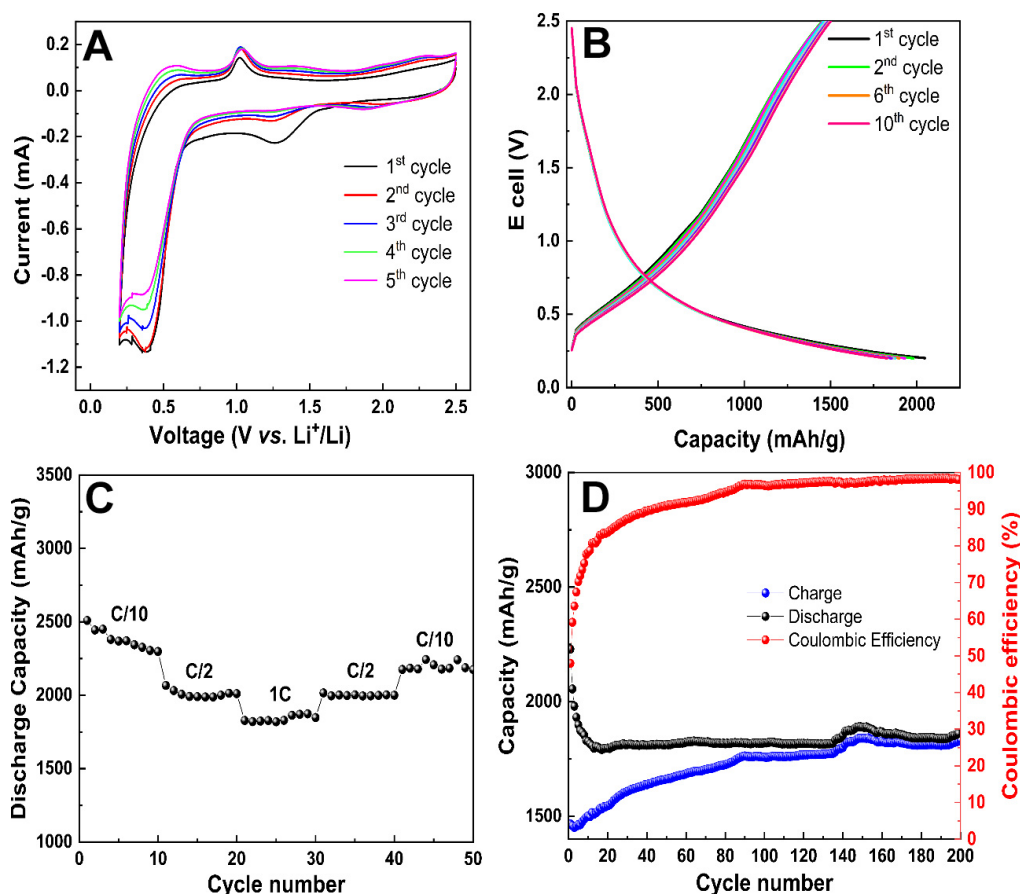 A
0.2
0.0
-0.2
-0.4
-0.6
-0.8
-1.0
-1.2
Current (mA)
1st cycle
2nd cycle
3rd cycle
4th cycle
5th cycle
0.0
0.5
1.0
1.5
2.0
2.5
Voltage (V vs. Li+/Li)
B
2.5
2.0
1.5
1.0
0.5
0.0
E cell (V)
1st cycle
2nd cycle
6th cycle
10th cycle
0
500
1000
1500
2000
Capacity (mAh/g)
C
3500
3000
2500
2000
1500
1000
Discharge Capacity (mAh/g)
C/10
C/2
1C
C/2
C/10
0
10
20
30
40
50
Cycle number
D
3000
2500
2000
1500
Capacity (mAh/g)
Charge
Discharge
Coulombic Efficiency
100
90
80
70
60
50
40
30
20
10
0
Coulombic efficiency (%)
0
20
40
60
80
100
120
140
160
180
200
Cycle number